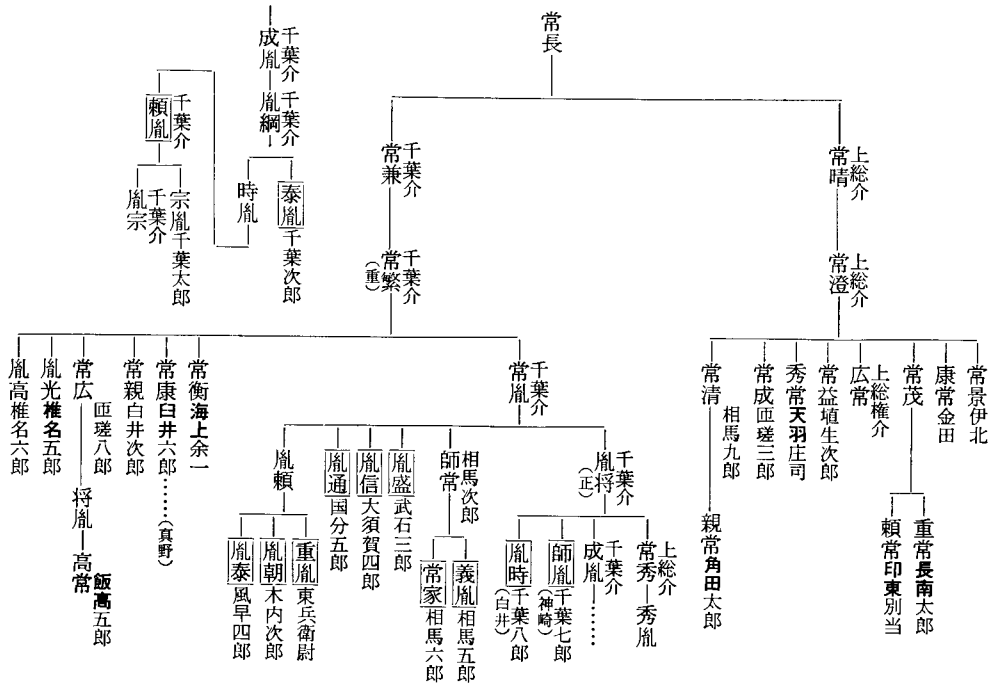 常長
上総介
常晴
上総介
常澄
常景伊北
康常金田
常茂
重常長南太郎
頼常印東別当
上総権介
広常
常益埴生次郎
秀常天羽庄司
常成匝瑳三郎
常清
相馬九郎
親常角田太郎
千葉介
常兼
千葉介
常繁
（重）
千葉介
常胤
千葉介
胤将
（正）
上総介
常秀―秀胤
千葉介
成胤……
師胤千葉七郎
（神崎）
胤時千葉八郎
（白井）
相馬次郎
師常
義胤相馬五郎
常家相馬六郎
胤盛武石三郎
胤信大須賀四郎
胤通国分五郎
胤頼
重胤東兵衛尉
胤朝木内次郎
胤泰風早四郎
常衡海上余一
常康臼井六郎……（真野）
常親白井次郎
匝瑳八郎
常広―将胤―高常
飯高五郎
胤光椎名五郎
胤高椎名六郎
千葉介
成胤
千葉介
胤綱
泰胤千葉次郎
時胤
千葉介
頼胤
宗胤千葉太郎
千葉介
胤宗